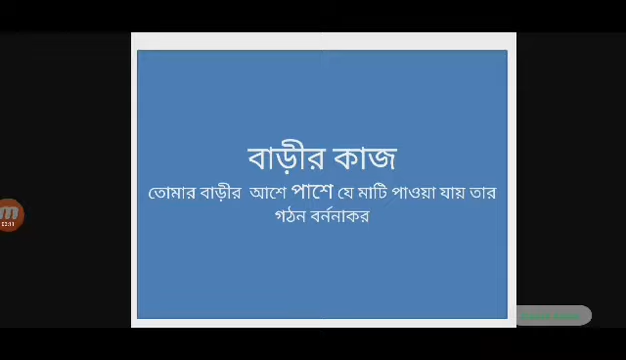 বাড়ীর কাজ
তোমার বাড়ীর আশে পাশে যে মাটি পাওয়া যায় তার
গঠন বর্ননাকর